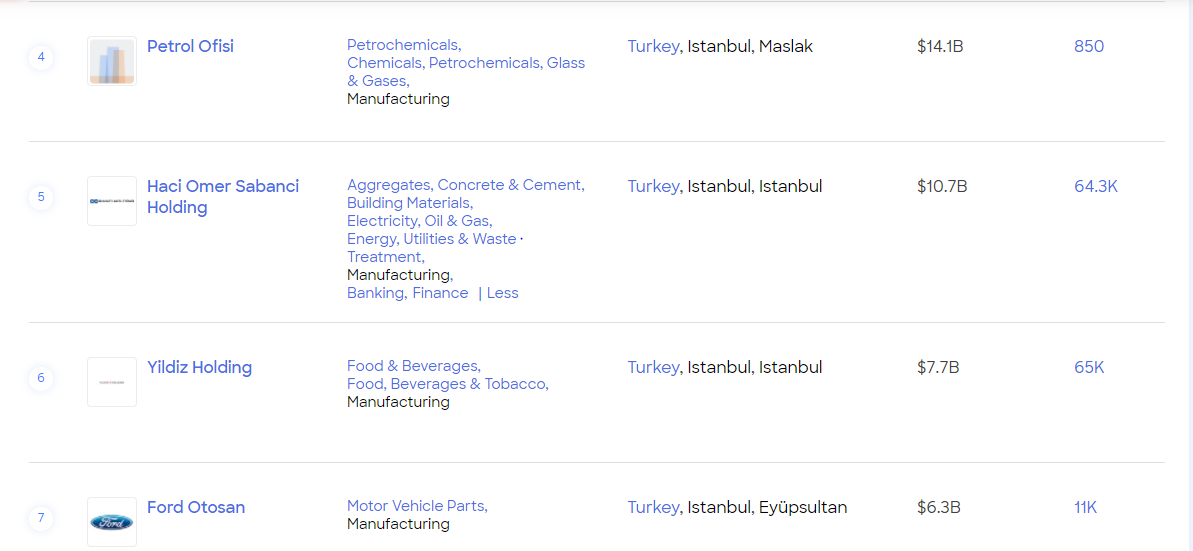 4
Petrol Ofisi
Petrochemicals,
Chemicals, Petrochemicals, Glass
& Gases,
Manufacturing
Turkey, Istanbul, Maslak
$14.1B
850
5
Haci Omer Sabanci
Holding
Aggregates, Concrete & Cement,
Building Materials,
Electricity, Oil & Gas,
Energy, Utilities & Waste ·
Treatment,
Manufacturing,
Banking, Finance | Less
Turkey, Istanbul, Istanbul
$10.7B
64.3K
6
Yildiz Holding
Food & Beverages,
Food, Beverages & Tobacco,
Manufacturing
Turkey, Istanbul, Istanbul
$7.7B
65K
7
Ford
Ford Otosan
Motor Vehicle Parts,
Manufacturing
Turkey, Istanbul, Eyüpsultan
$6.3B
11K